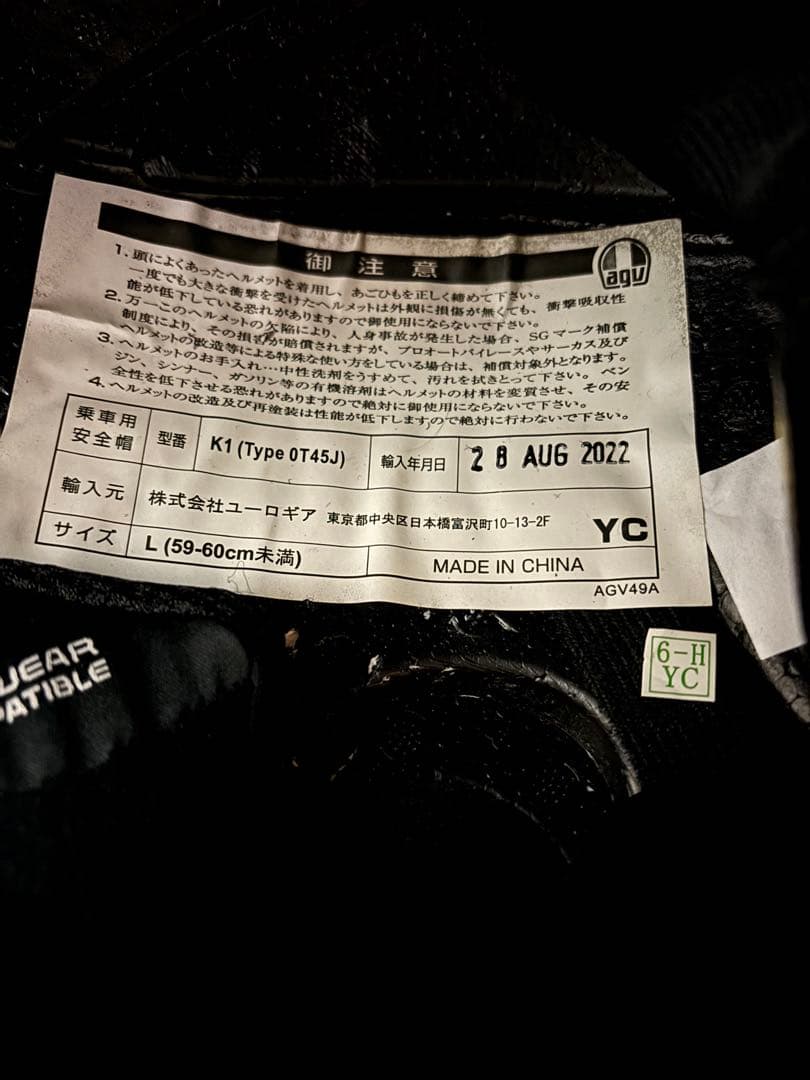 御注意
agv
1. 頭によくあったヘルメットを着用し、あごひもを正しく締めて下さい。
一度でも大きな衝撃を受けたヘルメットは外観に損傷が無くても、衝撃吸収性
能が低下している恐れがありますので御使用にならないで下さい。
2. 万一このヘルメットの欠陥により、人身事故が発生した場合、SGマーク補償
制度により、その損害が賠償されますが、プロオートバイレースやサーカス及び
ヘルメットの改造等による特殊な使い方をしている場合は、補償対象外となります。
3. ヘルメットのお手入れ…中性洗剤をうすめて、汚れを拭きとって下さい。ベン
ジン、シンナー、ガソリン等の有機溶剤はヘルメットの材料を変質させ、その安
全性を低下させる恐れがありますので絶対に御使用にならないで下さい。
4. ヘルメットの改造及び再塗装は性能が低下しますので絶対に行わないで下さい。
乗車用安全帽 型番 K1 (Type 0T45J) 輸入年月日 28 AUG 2022
輸入元 株式会社ユーロギア 東京都中央区日本橋富沢町10-13-2F YC
サイズ L (59-60cm未満) MADE IN CHINA
AGV49A
6-H
YC
WEAR
PATIBLE